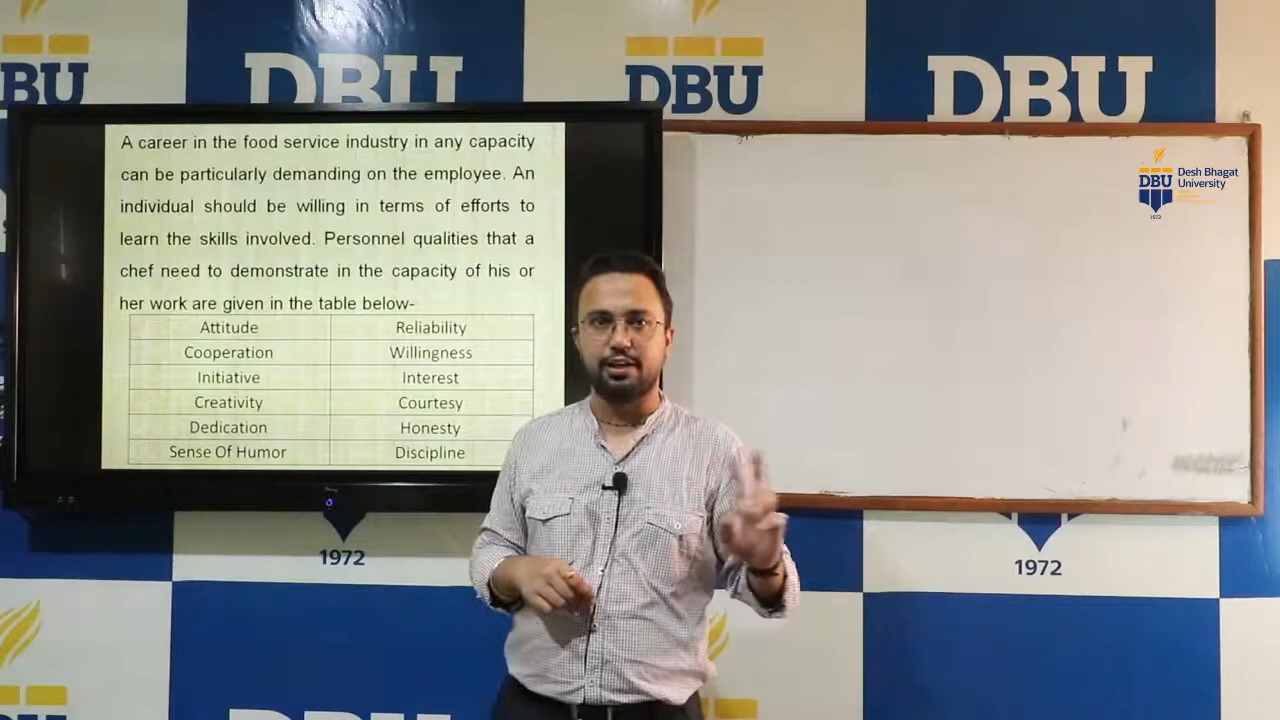 DBU
DBU
DBU
DBU
A career in the food service industry in any capacity
can be particularly demanding on the employee. An
individual should be willing in terms of efforts to
learn the skills involved. Personnel qualities that a
chef need to demonstrate in the capacity of his or
her work are given in the table below-
Attitude Reliability
Cooperation Willingness
Initiative Interest
Creativity Courtesy
Dedication Honesty
Sense Of Humor Discipline
DBU
Desh Bhagat
University
1972
1972
1972
DBU
DBU